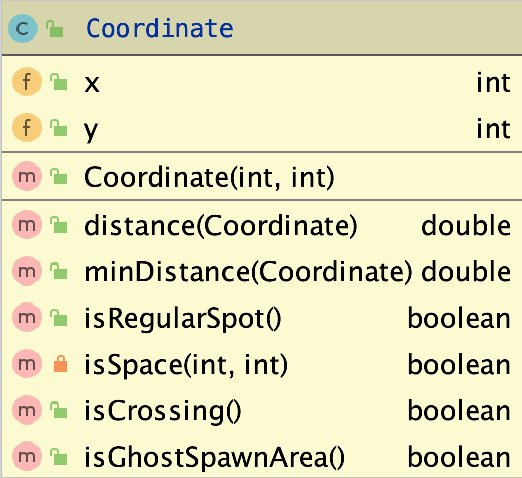 C Coordinate
f x int
f y int
m Coordinate(int, int)
m distance(Coordinate) double
m minDistance(Coordinate) double
m isRegularSpot() boolean
m isSpace(int, int) boolean
m isCrossing() boolean
m isGhostSpawnArea() boolean